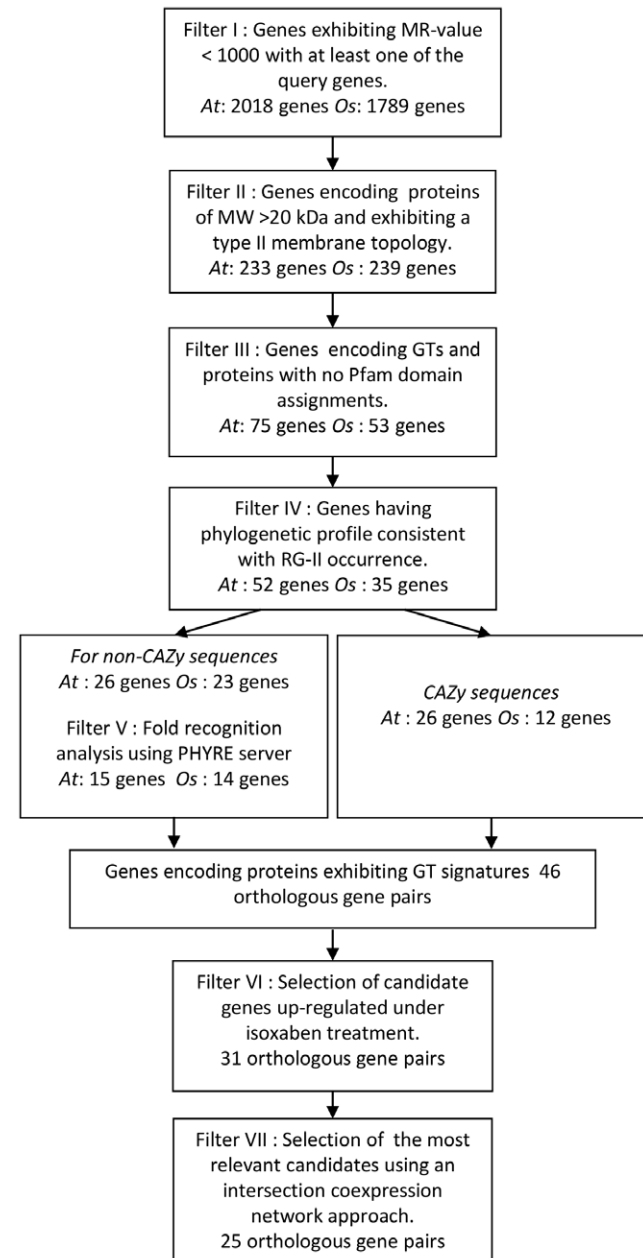 Filter I : Genes exhibiting MR-value
< 1000 with at least one of the
query genes.
At: 2018 genes Os: 1789 genes
Filter II : Genes encoding proteins
of MW >20 kDa and exhibiting a
type II membrane topology.
At: 233 genes Os : 239 genes
Filter III : Genes encoding GTs and
proteins with no Pfam domain
assignments.
At: 75 genes Os : 53 genes
Filter IV : Genes having
phylogenetic profile consistent
with RG-II occurrence.
At : 52 genes Os : 35 genes
For non-CAZy sequences
At : 26 genes Os : 23 genes
Filter V : Fold recognition
analysis using PHYRE server
At: 15 genes Os : 14 genes
CAZy sequences
At : 26 genes Os : 12 genes
Genes encoding proteins exhibiting GT signatures 46
orthologous gene pairs
Filter VI : Selection of candidate
genes up-regulated under
isoxaben treatment.
31 orthologous gene pairs
Filter VII : Selection of the most
relevant candidates using an
intersection coexpression
network approach.
25 orthologous gene pairs